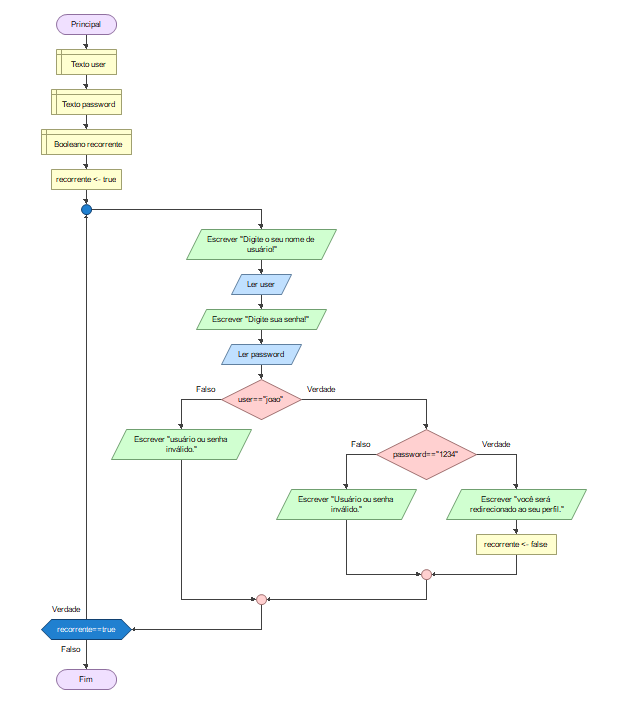 Principal
Texto user
Texto password
Booleano recorrente
recorrente <- true
Escrever "Digite o seu nome de
usuário!"
Ler user
Escrever "Digite sua senha!"
Ler password
Falso
Verdade
user=="joao"
Escrever "usuário ou senha
inválido."
Falso
Verdade
password=="1234"
Escrever "Usuário ou senha
inválido."
Escrever "você será
redirecionado ao seu perfil."
recorrente <- false
Verdade
recorrente==true
Falso
Fim